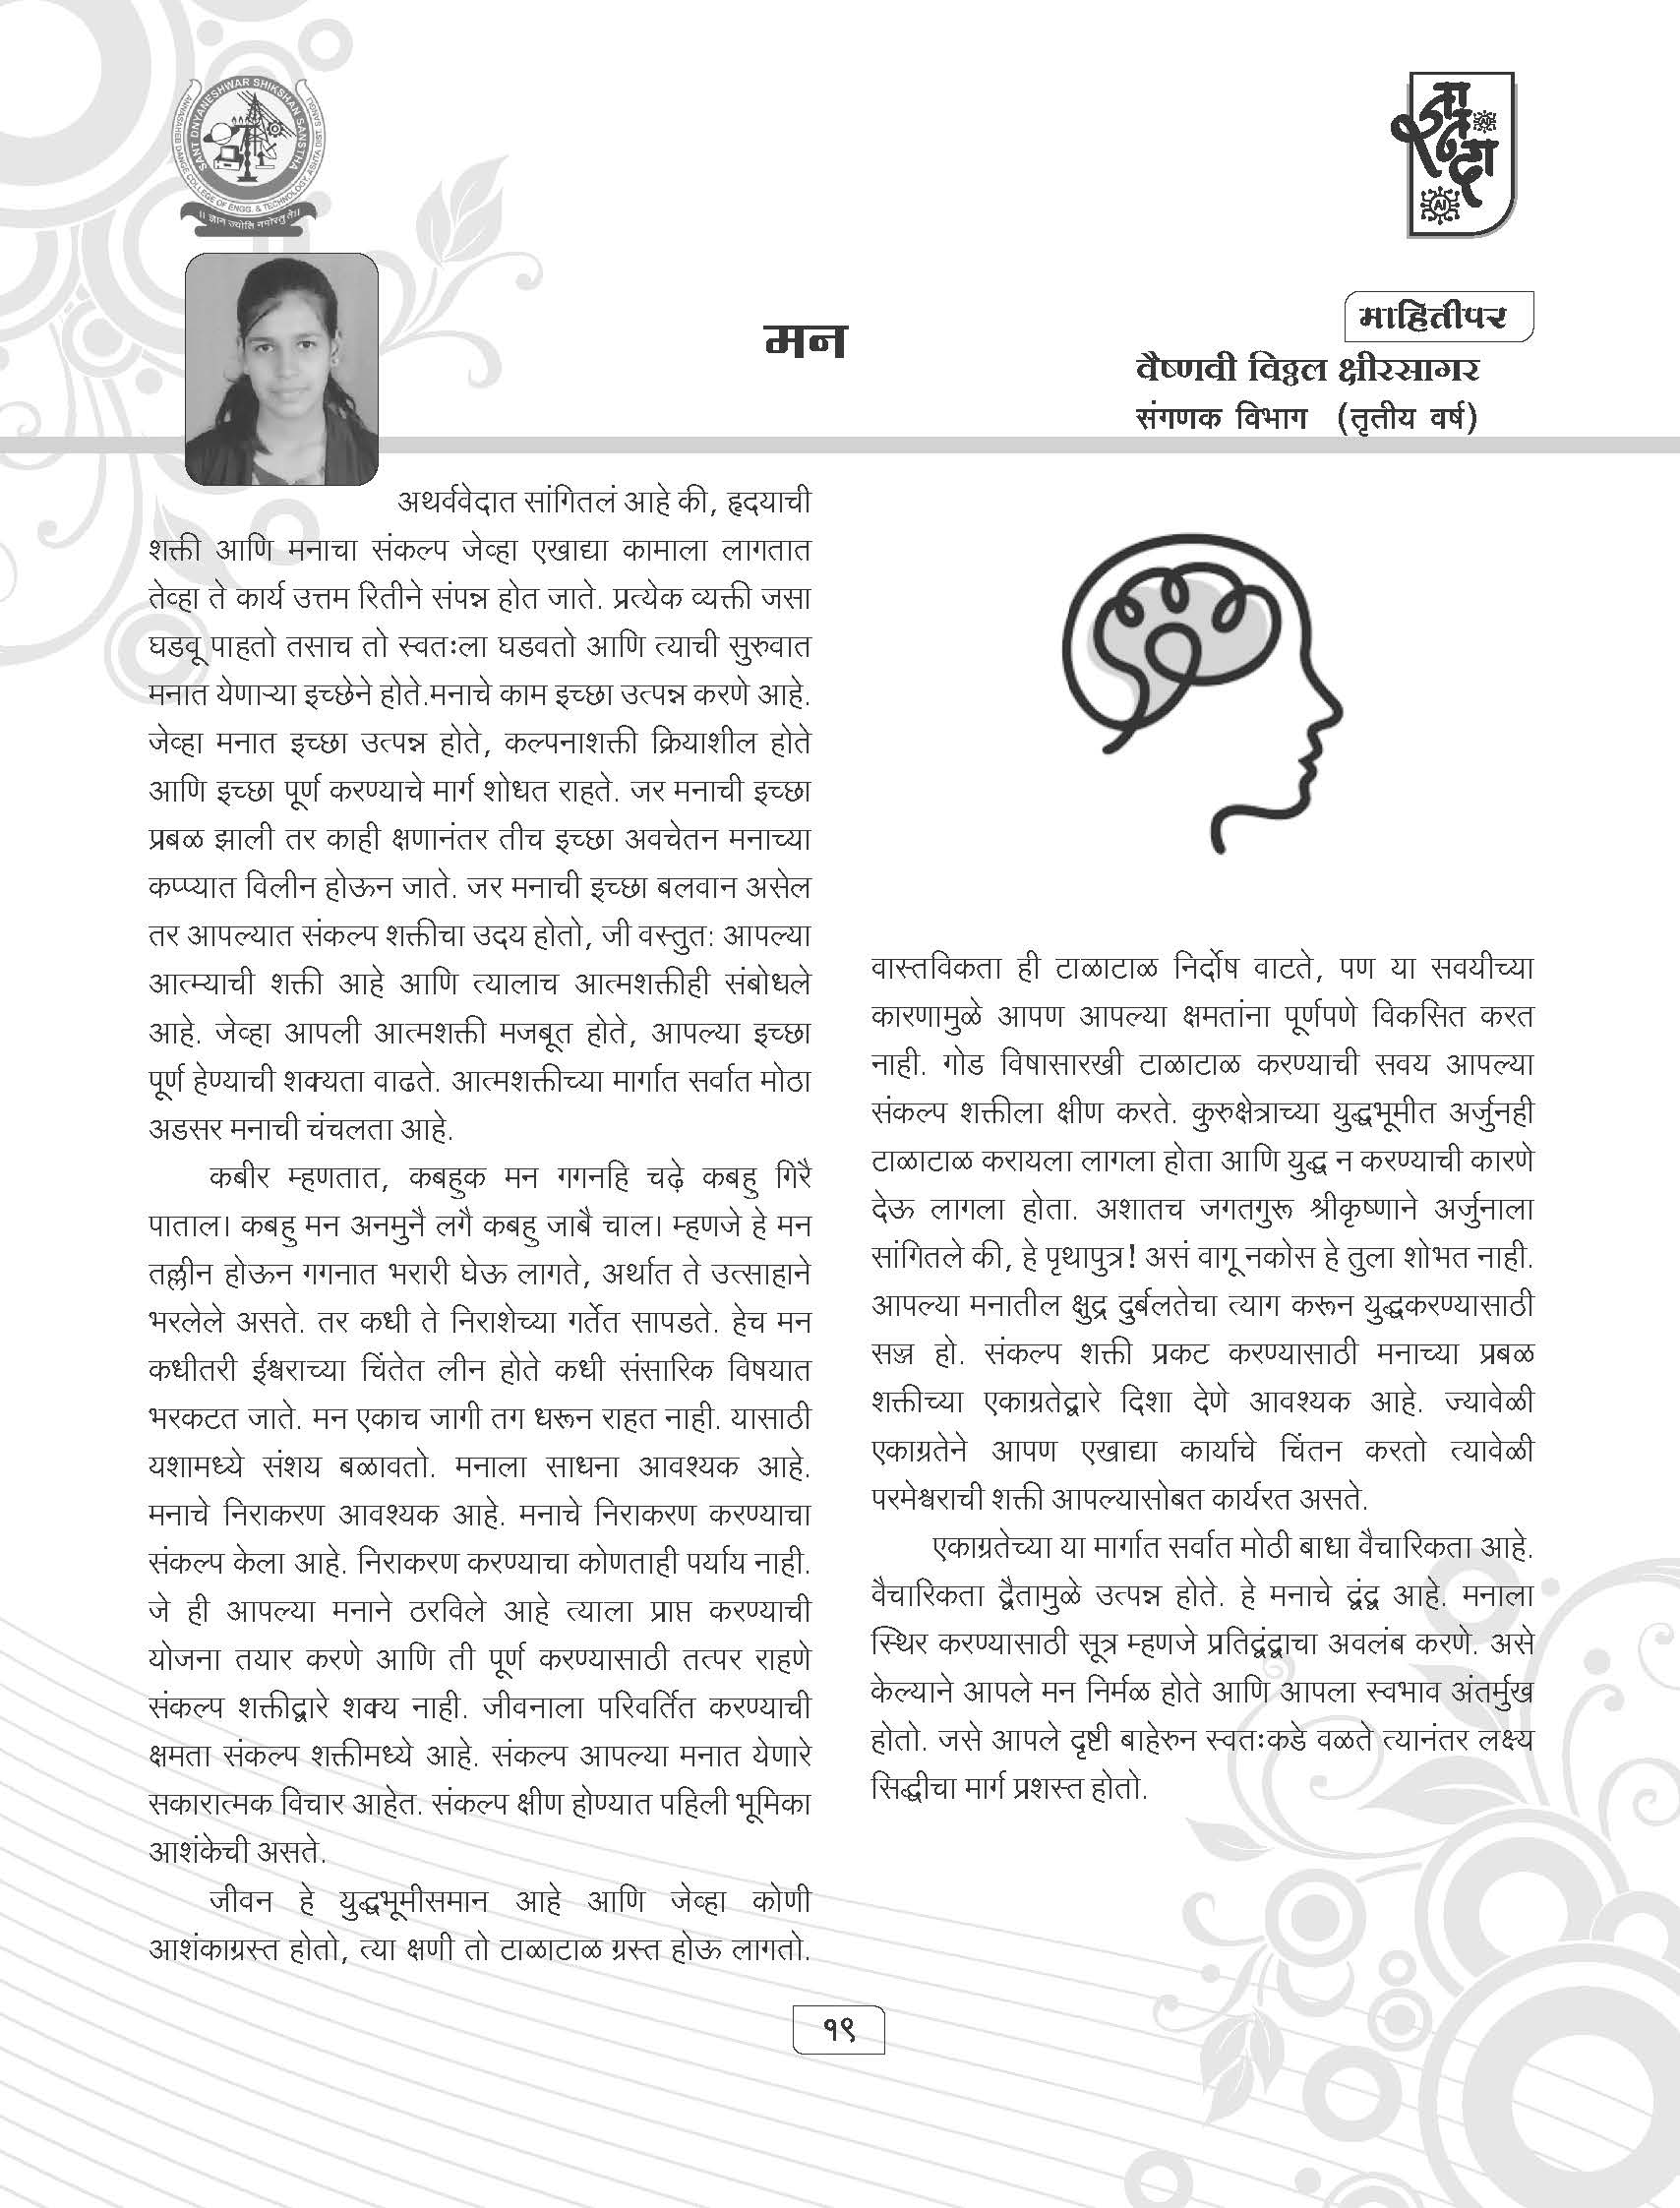 SANT DNYANESHWAR SHIKSHAN SANSTHA
ANNASAHEB DANGE COLLEGE OF ENGG. & TECHNOLOGY, ASHTA DIST. SANGLI
AI
AI
माहितीपर
मन
वैष्णवी विठ्ठल क्षीरसागर
संगणक विभाग (तृतीय वर्ष)
अथर्ववेदात सांगितलं आहे की, हृदयाची
शक्ती आणि मनाचा संकल्प जेव्हा एखाद्या कामाला लागतात
तेव्हा ते कार्य उत्तम रितीने संपन्न होत जाते. प्रत्येक व्यक्ती जसा
घडवू पाहतो तसाच तो स्वतःला घडवतो आणि त्याची सुरुवात
मनात येणाऱ्या इच्छेने होते.मनाचे काम इच्छा उत्पन्न करणे आहे.
जेव्हा मनात इच्छा उत्पन्न होते, कल्पनाशक्ती क्रियाशील होते
आणि इच्छा पूर्ण करण्याचे मार्ग शोधत राहते. जर मनाची इच्छा
प्रबळ झाली तर काही क्षणानंतर तीच इच्छा अवचेतन मनाच्या
कप्प्यात विलीन होऊन जाते. जर मनाची इच्छा बलवान असेल
तर आपल्यात संकल्प शक्तीचा उदय होतो, जी वस्तुतः आपल्या
आत्म्याची शक्ती आहे आणि त्यालाच आत्मशक्तीही संबोधले
आहे. जेव्हा आपली आत्मशक्ती मजबूत होते, आपल्या इच्छा
पूर्ण हेण्याची शक्यता वाढते. आत्मशक्तीच्या मार्गात सर्वात मोठा
अडसर मनाची चंचलता आहे.
कबीर म्हणतात, कबहुक मन गगनहि चढ़े कबहु गिरै
पाताल। कबहु मन अनमुनै लगै कबहु जाबै चाल। म्हणजे हे मन
तल्लीन होऊन गगनात भरारी घेऊ लागते, अर्थात ते उत्साहाने
भरलेले असते. तर कधी ते निराशेच्या गर्तेत सापडते. हेच मन
कधीतरी ईश्वराच्या चिंतेत लीन होते कधी संसारिक विषयात
भरकटत जाते. मन एकाच जागी तग धरून राहत नाही. यासाठी
यशामध्ये संशय बळावतो. मनाला साधना आवश्यक आहे.
मनाचे निराकरण आवश्यक आहे. मनाचे निराकरण करण्याचा
संकल्प केला आहे. निराकरण करण्याचा कोणताही पर्याय नाही.
जे ही आपल्या मनाने ठरविले आहे त्याला प्राप्त करण्याची
योजना तयार करणे आणि ती पूर्ण करण्यासाठी तत्पर राहणे
संकल्प शक्तीद्वारे शक्य नाही. जीवनाला परिवर्तित करण्याची
क्षमता संकल्प शक्तीमध्ये आहे. संकल्प आपल्या मनात येणारे
सकारात्मक विचार आहेत. संकल्प क्षीण होण्यात पहिली भूमिका
आशंकेची असते.
जीवन हे युद्धभूमीसमान आहे आणि जेव्हा कोणी
आशंकाग्रस्त होतो, त्या क्षणी तो टाळाटाळ ग्रस्त होऊ लागतो.
वास्तविकता ही टाळाटाळ निर्दोष वाटते, पण या सवयीच्या
कारणामुळे आपण आपल्या क्षमतांना पूर्णपणे विकसित करत
नाही. गोड विषासारखी टाळाटाळ करण्याची सवय आपल्या
संकल्प शक्तीला क्षीण करते. कुरुक्षेत्राच्या युद्धभूमीत अर्जुनही
टाळाटाळ करायला लागला होता आणि युद्ध न करण्याची कारणे
देऊ लागला होता. अशातच जगतगुरू श्रीकृष्णाने अर्जुनाला
सांगितले की, हे पृथापुत्र! असं वागू नकोस हे तुला शोभत नाही.
आपल्या मनातील क्षुद्र दुर्बलतेचा त्याग करून युद्धकरण्यासाठी
सज्ज हो. संकल्प शक्ती प्रकट करण्यासाठी मनाच्या प्रबळ
शक्तीच्या एकाग्रतेद्वारे दिशा देणे आवश्यक आहे. ज्यावेळी
एकाग्रतेने आपण एखाद्या कार्याचे चिंतन करतो त्यावेळी
परमेश्वराची शक्ती आपल्यासोबत कार्यरत असते.
एकाग्रतेच्या या मार्गात सर्वात मोठी बाधा वैचारिकता आहे.
वैचारिकता द्वैतामुळे उत्पन्न होते. हे मनाचे द्वंद्व आहे. मनाला
स्थिर करण्यासाठी सूत्र म्हणजे प्रतिद्वंद्वाचा अवलंब करणे. असे
केल्याने आपले मन निर्मळ होते आणि आपला स्वभाव अंतर्मुख
होतो. जसे आपले दृष्टी बाहेरुन स्वतःकडे वळते त्यानंतर लक्ष्य
सिद्धीचा मार्ग प्रशस्त होतो.
१९